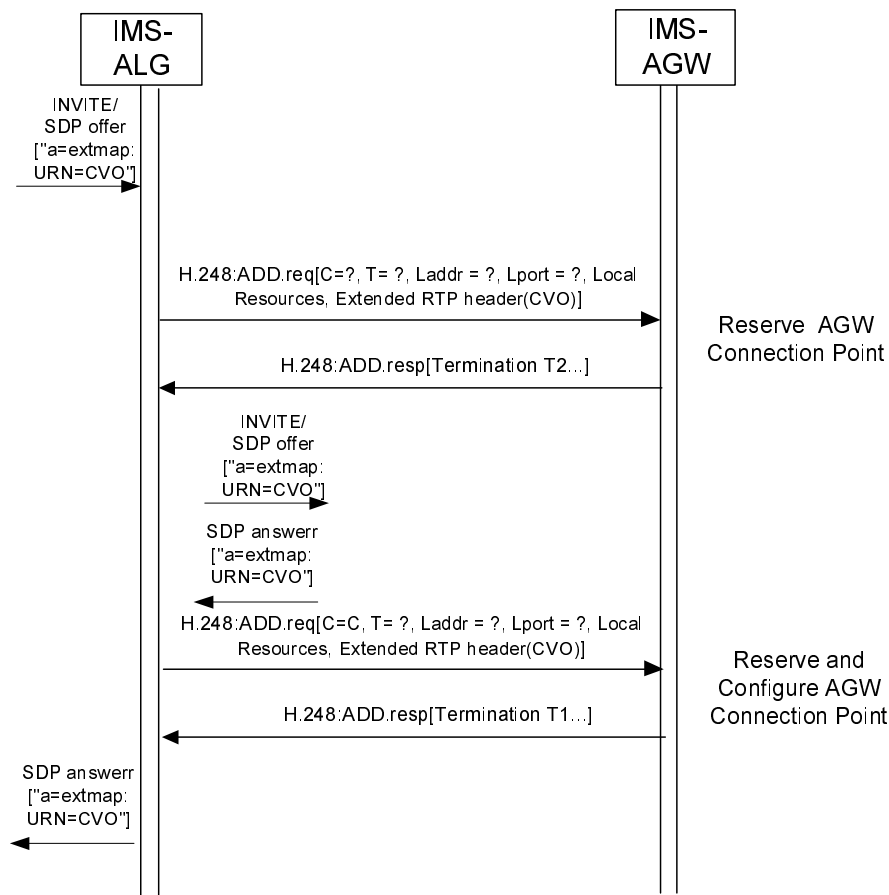 IMS-
ALG
IMS-
AGW
INVITE/
SDP offer
["a=extmap:
URN=CVO"]
H.248:ADD.req[C=?, T= ?, Laddr = ?, Lport = ?, Local
Resources, Extended RTP header(CVO)]
Reserve AGW
Connection Point
H.248:ADD.resp[Termination T2...]
INVITE/
SDP offer
["a=extmap:
URN=CVO"]
SDP answerr
["a=extmap:
URN=CVO"]
H.248:ADD.req[C=C, T= ?, Laddr = ?, Lport = ?, Local
Resources, Extended RTP header(CVO)]
Reserve and
Configure AGW
Connection Point
H.248:ADD.resp[Termination T1...]
SDP answerr
["a=extmap:
URN=CVO"]